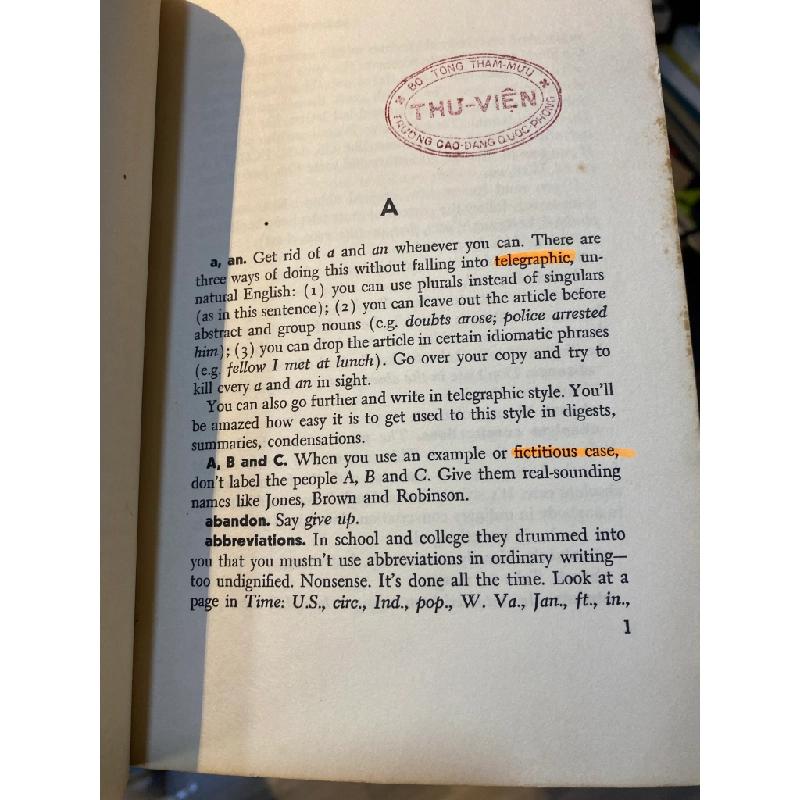 BỘ TỔNG THAM-MƯU
THƯ-VIỆN
TRƯỜNG CAO-ĐẲNG QUỐC-PHÒNG
A
a, an. Get rid of a and an whenever you can. There are
three ways of doing this without falling into telegraphic, un-
natural English: (1) you can use plurals instead of singulars
(as in this sentence); (2) you can leave out the article before
abstract and group nouns (e.g. doubts arose; police arrested
him); (3) you can drop the article in certain idiomatic phrases
(e.g. fellow I met at lunch). Go over your copy and try to
kill every a and an in sight.
You can also go further and write in telegraphic style. You'll
be amazed how easy it is to get used to this style in digests,
summaries, condensations.
A, B and C. When you use an example or fictitious case,
don't label the people A, B and C. Give them real-sounding
names like Jones, Brown and Robinson.
abandon. Say give up.
abbreviations. In school and college they drummed into
you that you mustn't use abbreviations in ordinary writing—
too undignified. Nonsense. It's done all the time. Look at a
page in Time: U.S., circ., Ind., pop., W. Va., Jan., ft., in.,
1